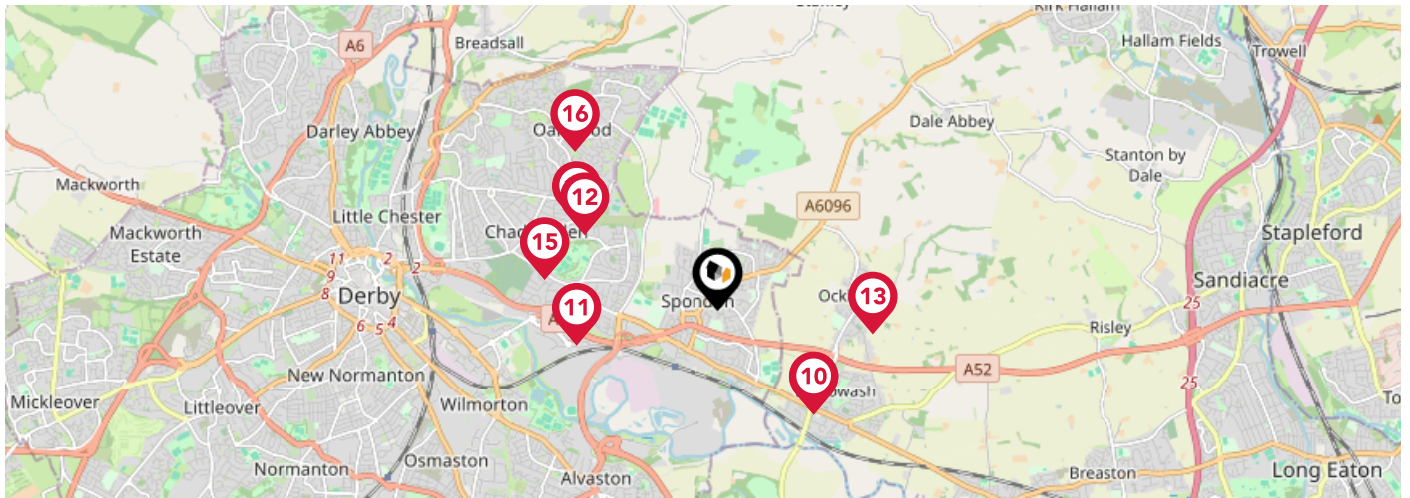 Kirk Hallam
A6
Breadsall
Hallam Fields
Trowell
16
Darley Abbey
Dale Abbey
Stanton by
Dale
Mackworth
12
A6096
Little Chester
Mackworth
Estate
15
Stapleford
11
2
2
9
8
Derby
Sandiacre
13
25
11
6
5
4
Risley
A52
New Normanton
10
25
Mickleover
Littleover
Wilmorton
Normanton
Osmaston
Alvaston
Breaston
Long Eaton